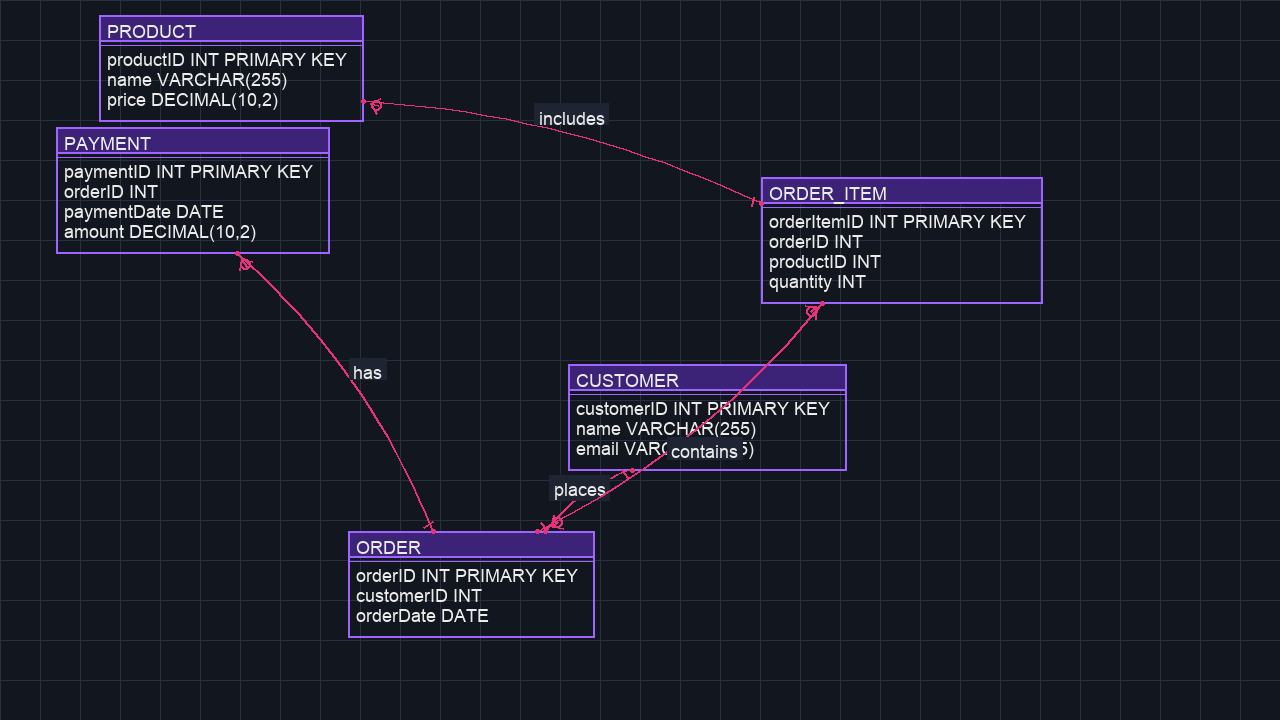 PRODUCT
productID INT PRIMARY KEY
name VARCHAR(255)
price DECIMAL(10,2)
includes
PAYMENT
paymentID INT PRIMARY KEY
orderID INT
paymentDate DATE
amount DECIMAL(10,2)
ORDER_ITEM
orderItemID INT PRIMARY KEY
orderID INT
productID INT
quantity INT
has
CUSTOMER
customerID INT PRIMARY KEY
name VARCHAR(255)
email
contains
places
ORDER
orderID INT PRIMARY KEY
customerID INT
orderDate DATE